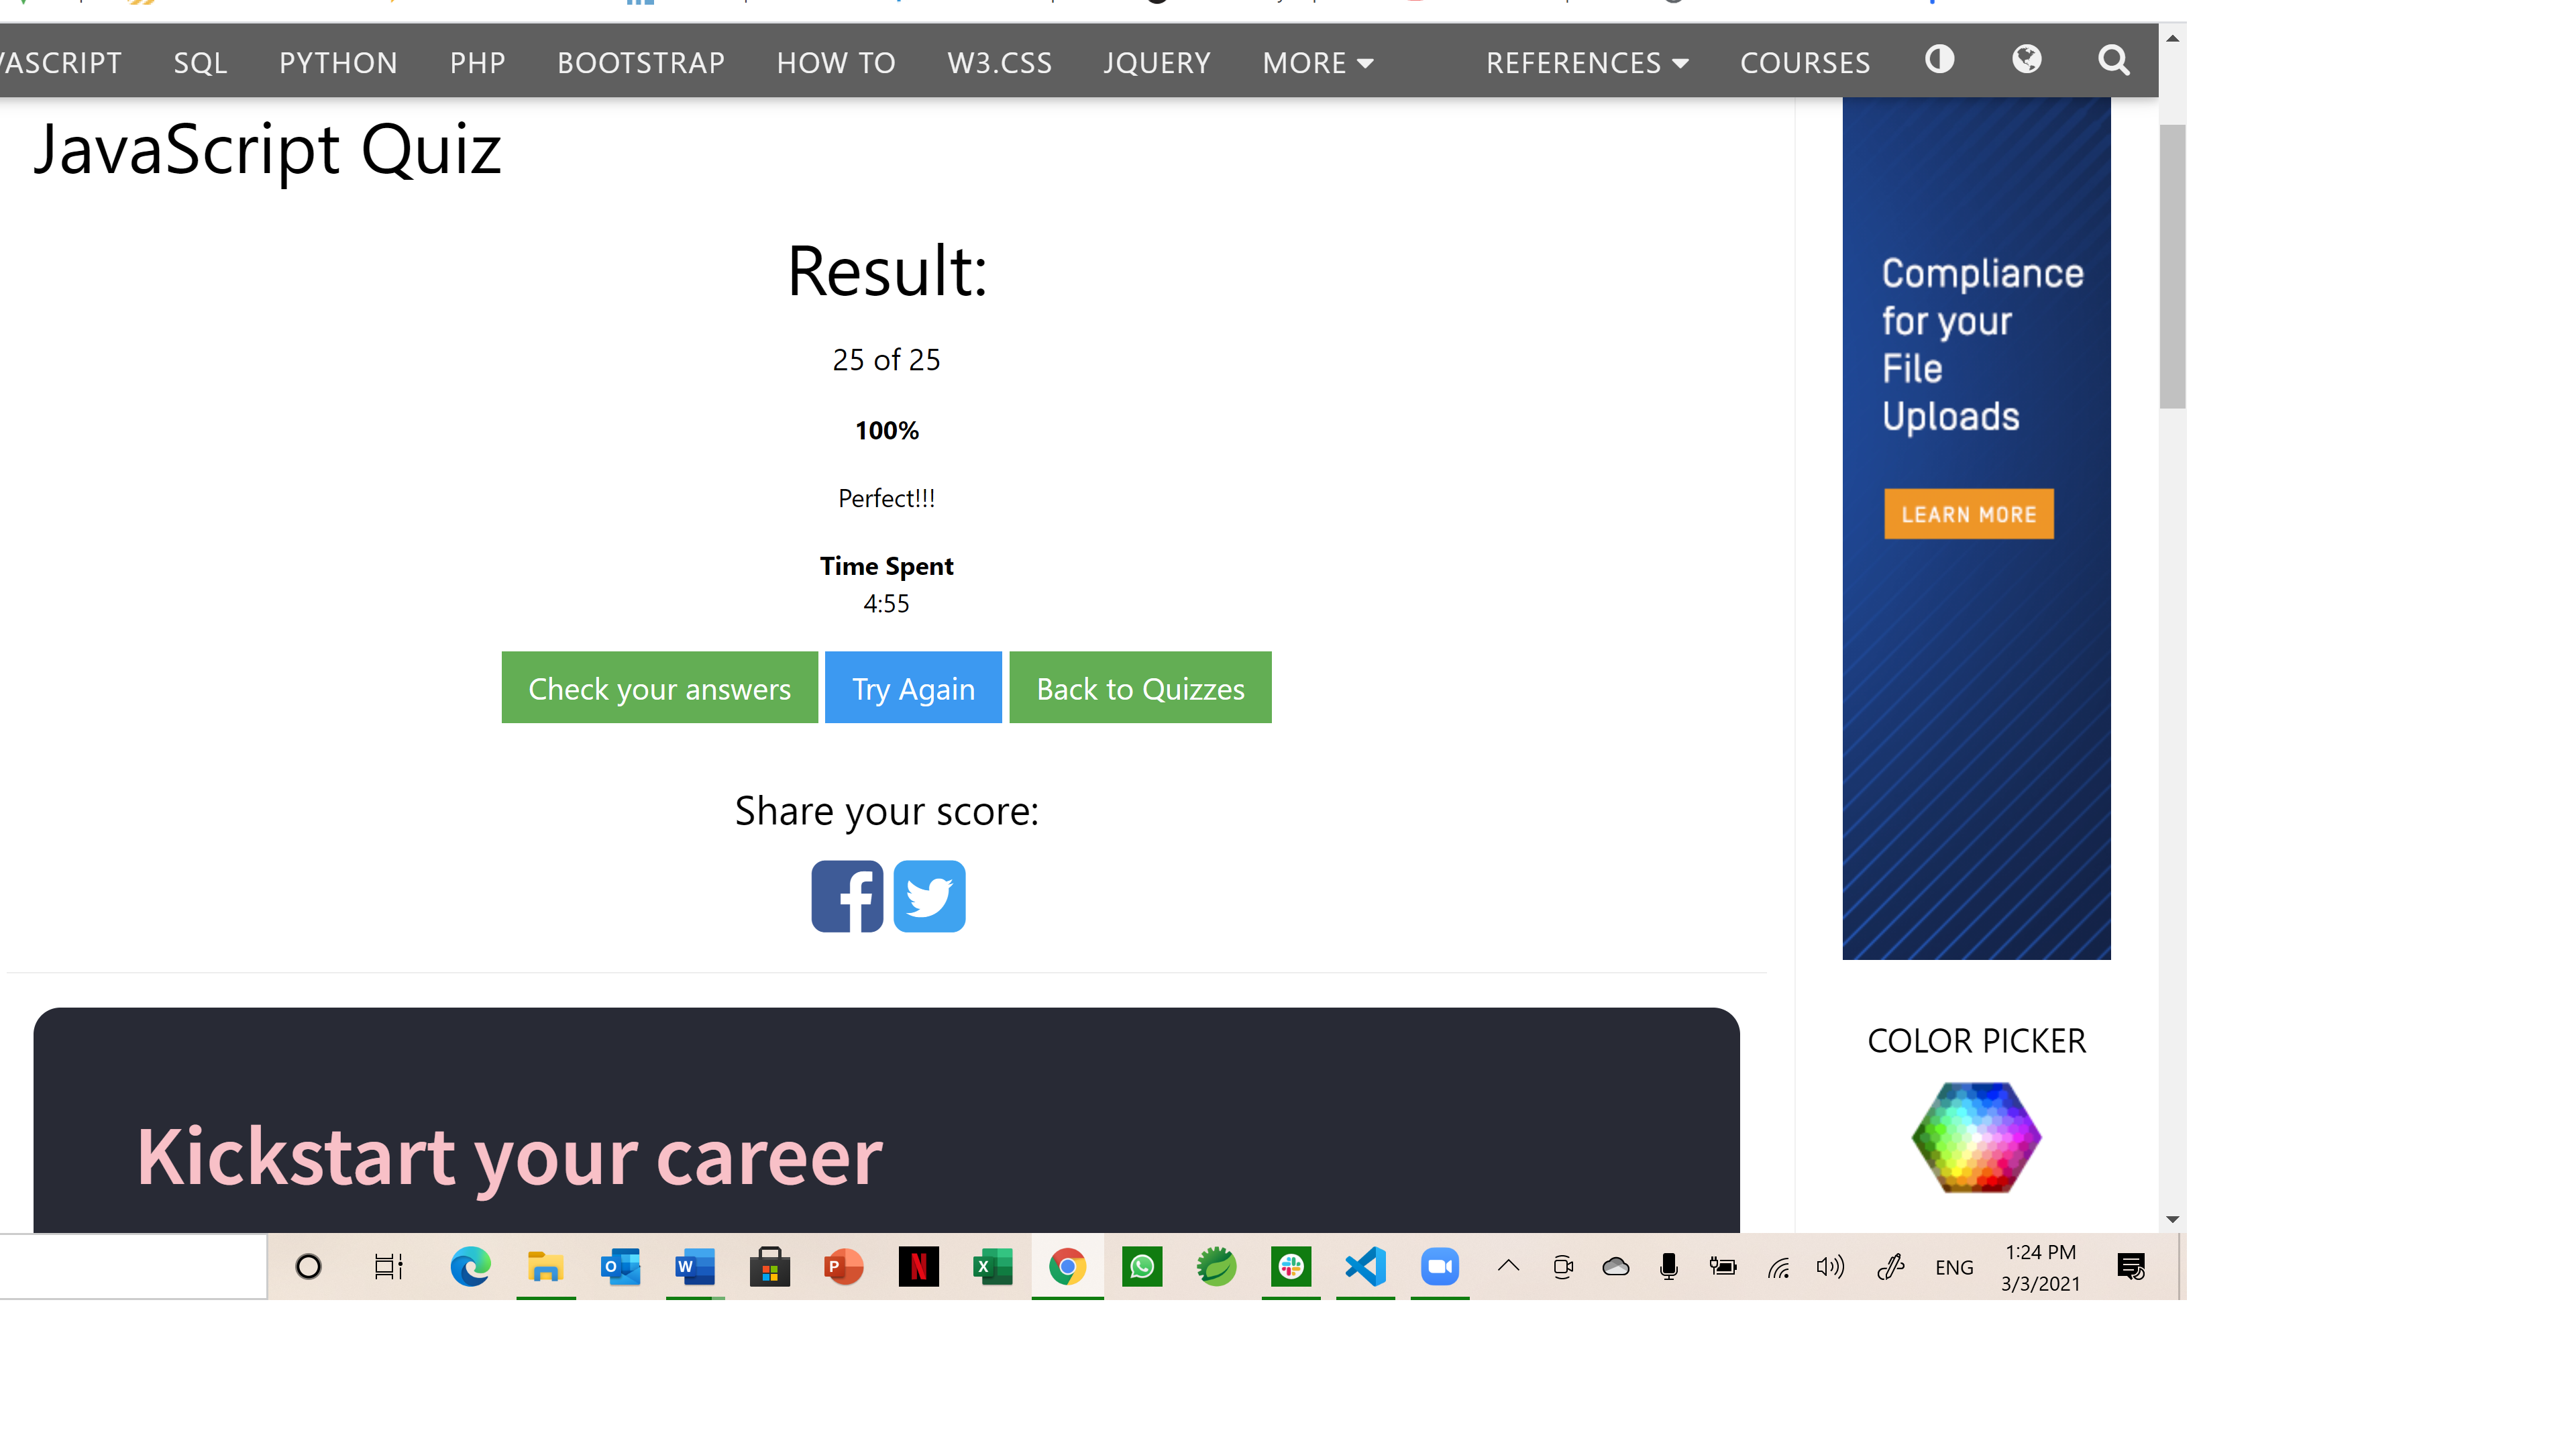 VASCRIPT SQL PYTHON PHP BOOTSTRAP HOW TO W3.CSS JQUERY MORE REFERENCES COURSES
JavaScript Quiz
Result:
25 of 25
100%
Perfect!!!
Time Spent
4:55
Check your answers Try Again Back to Quizzes
Share your score:
Kickstart your career
Compliance
for your
File
Uploads
LEARN MORE
COLOR PICKER
ENG
1:24 PM
3/3/2021